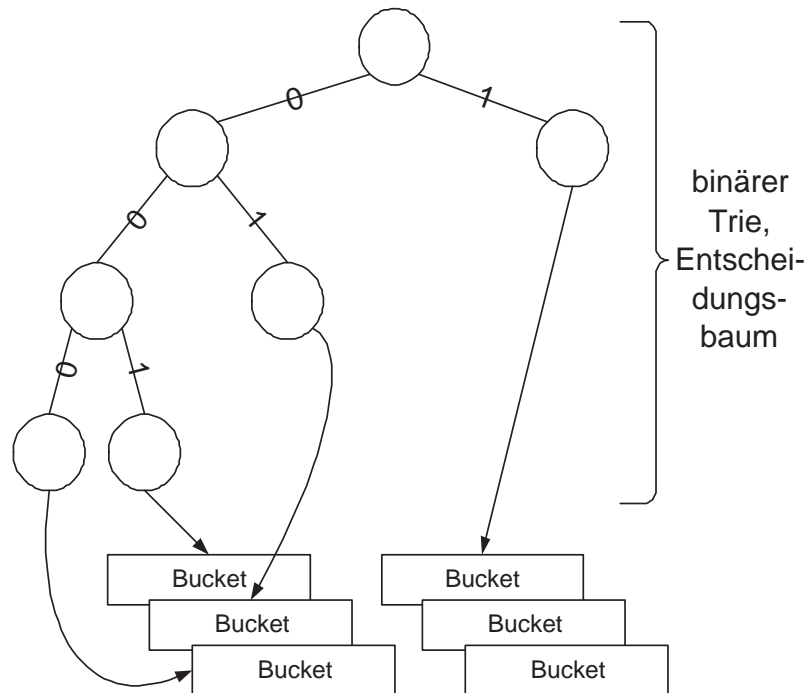 0
1
0
1
binärer
Trie,
Entschei-
dungs-
baum
0
1
Bucket
Bucket
Bucket
Bucket
Bucket
Bucket